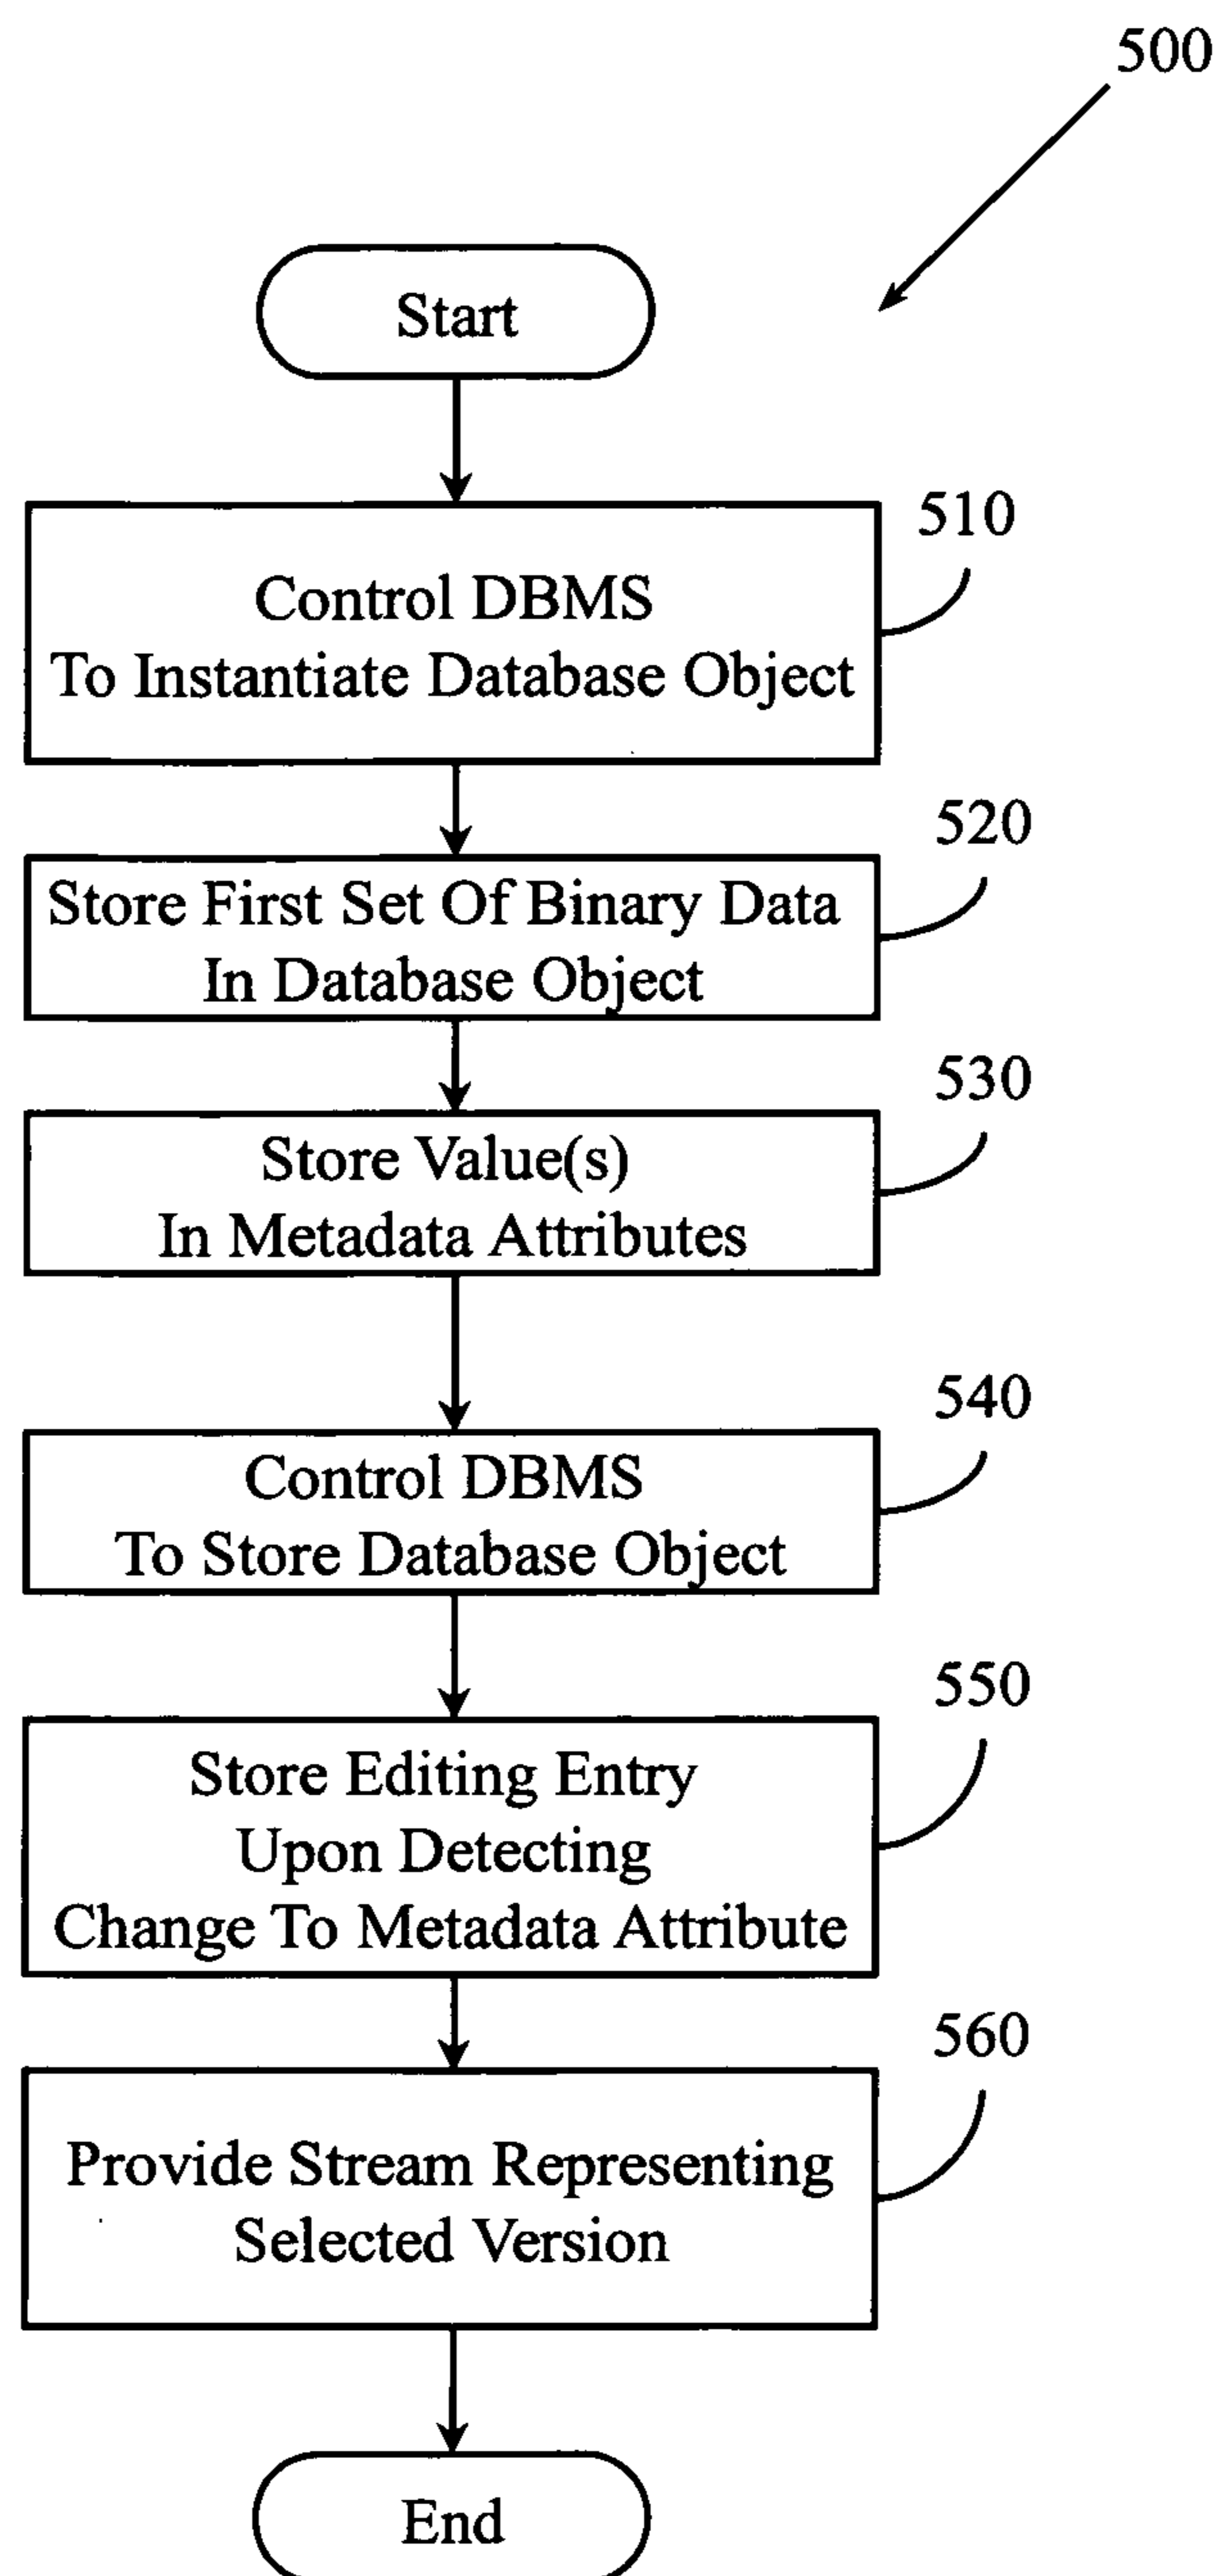 500
Start
510
Control DBMS
To Instantiate Database Object
520
Store First Set Of Binary Data
In Database Object
530
Store Value(s)
In Metadata Attributes
540
Control DBMS
To Store Database Object
550
Store Editing Entry
Upon Detecting
Change To Metadata Attribute
560
Provide Stream Representing
Selected Version
End